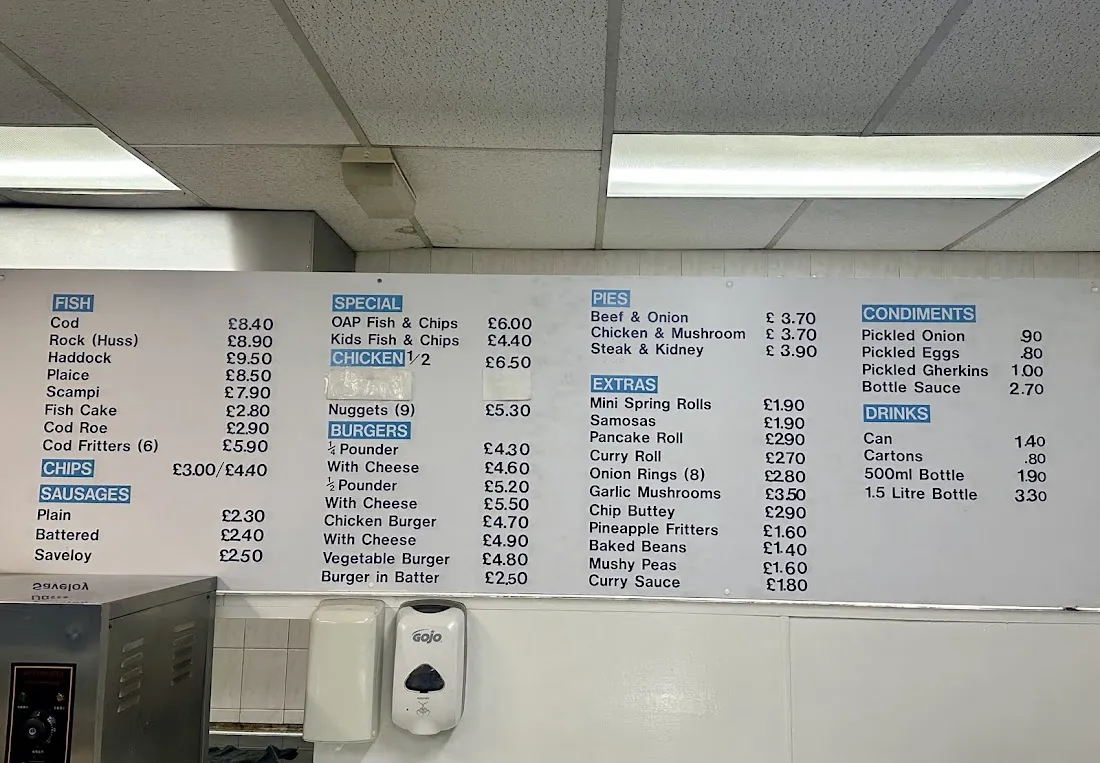 FISH
Cod £8.40
Rock (Huss) £8.90
Haddock £9.50
Plaice £8.50
Scampi £7.90
Fish Cake £2.80
Cod Roe £2.90
Cod Fritters (6) £5.90
CHIPS £3.00/£4.40
SAUSAGES
Plain £2.30
Battered £2.40
Saveloy £2.50
SPECIAL
OAP Fish & Chips £6.00
Kids Fish & Chips £4.40
CHICKEN 1/2 £6.50
Nuggets (9) £5.30
BURGERS
¼ Pounder £4.30
With Cheese £4.60
½ Pounder £5.20
With Cheese £5.50
Chicken Burger £4.70
With Cheese £4.90
Vegetable Burger £4.80
Burger in Batter £2.50
PIES
Beef & Onion £ 3.70
Chicken & Mushroom £ 3.70
Steak & Kidney £ 3.90
EXTRAS
Mini Spring Rolls £1.90
Samosas £1.90
Pancake Roll £290
Curry Roll £270
Onion Rings (8) £2.80
Garlic Mushrooms £3.50
Chip Buttey £290
Pineapple Fritters £1.60
Baked Beans £1.40
Mushy Peas £1.60
Curry Sauce £1.80
CONDIMENTS
Pickled Onion .90
Pickled Eggs .80
Pickled Gherkins 1.00
Bottle Sauce 2.70
DRINKS
Can 1.40
Cartons .80
500ml Bottle 1.90
1.5 Litre Bottle 3.30
Saveloy
GOJO